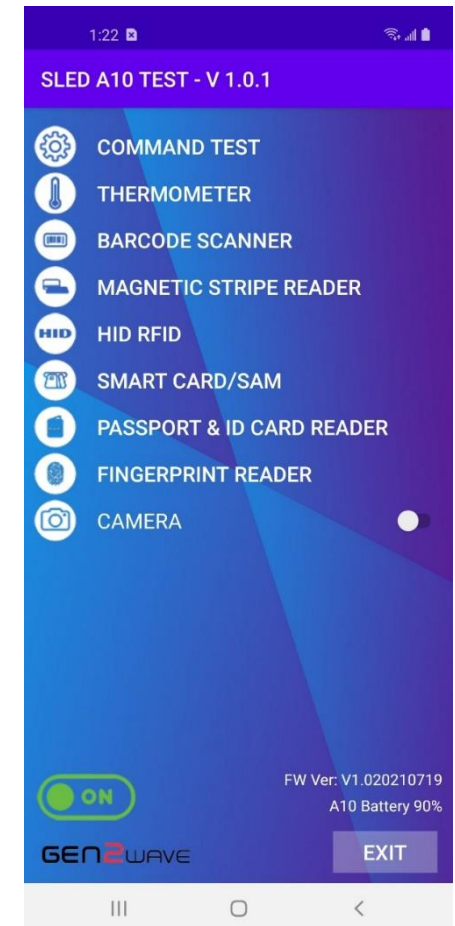 1:22
SLED A10 TEST - V 1.0.1
COMMAND TEST
THERMOMETER
BARCODE SCANNER
MAGNETIC STRIPE READER
HID
HID RFID
SMART CARD/SAM
PASSPORT & ID CARD READER
FINGERPRINT READER
CAMERA
ON
FW Ver: V1.020210719
A10 Battery 90%
GEN2WAVE
EXIT